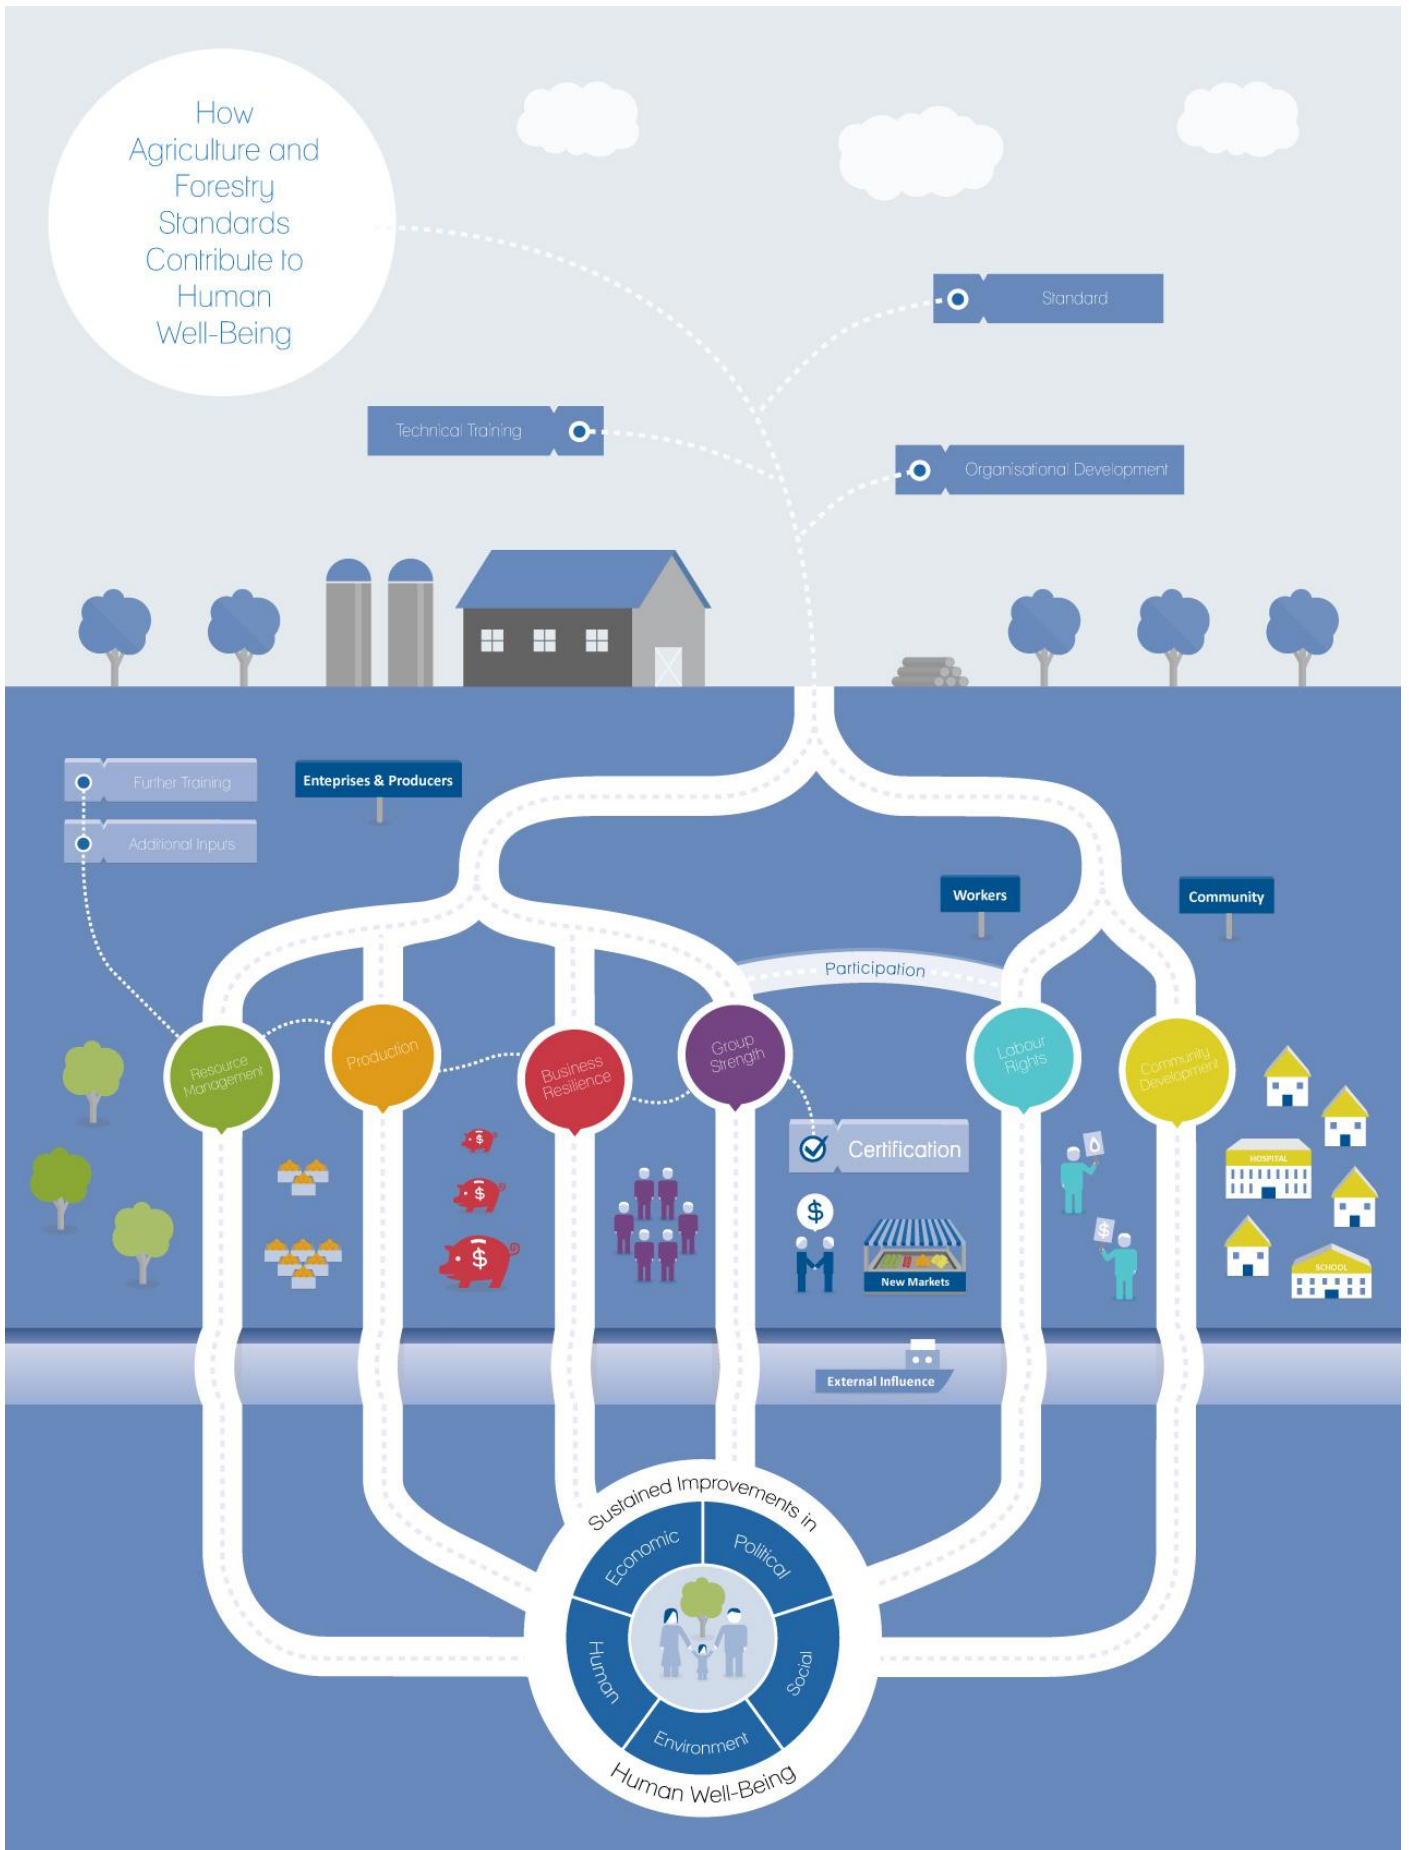 How
Agriculture and
Forestry
Standards
Contribute to
Human
Well-Being
Standard
Technical Training
Organisational Development
Further Training
Enteprises & Producers
Additional Inputs
Workers
Community
Participation
Resource
Management
Production
Business
Resilience
Group
Strength
Labour
Rights
Community
Development
Certification
$
$
$
$
$
HOSPITAL
New Markets
SCHOOL
External Influence
Sustained Improvements in
Economic
Political
Human
Social
Environment
Human Well-Being